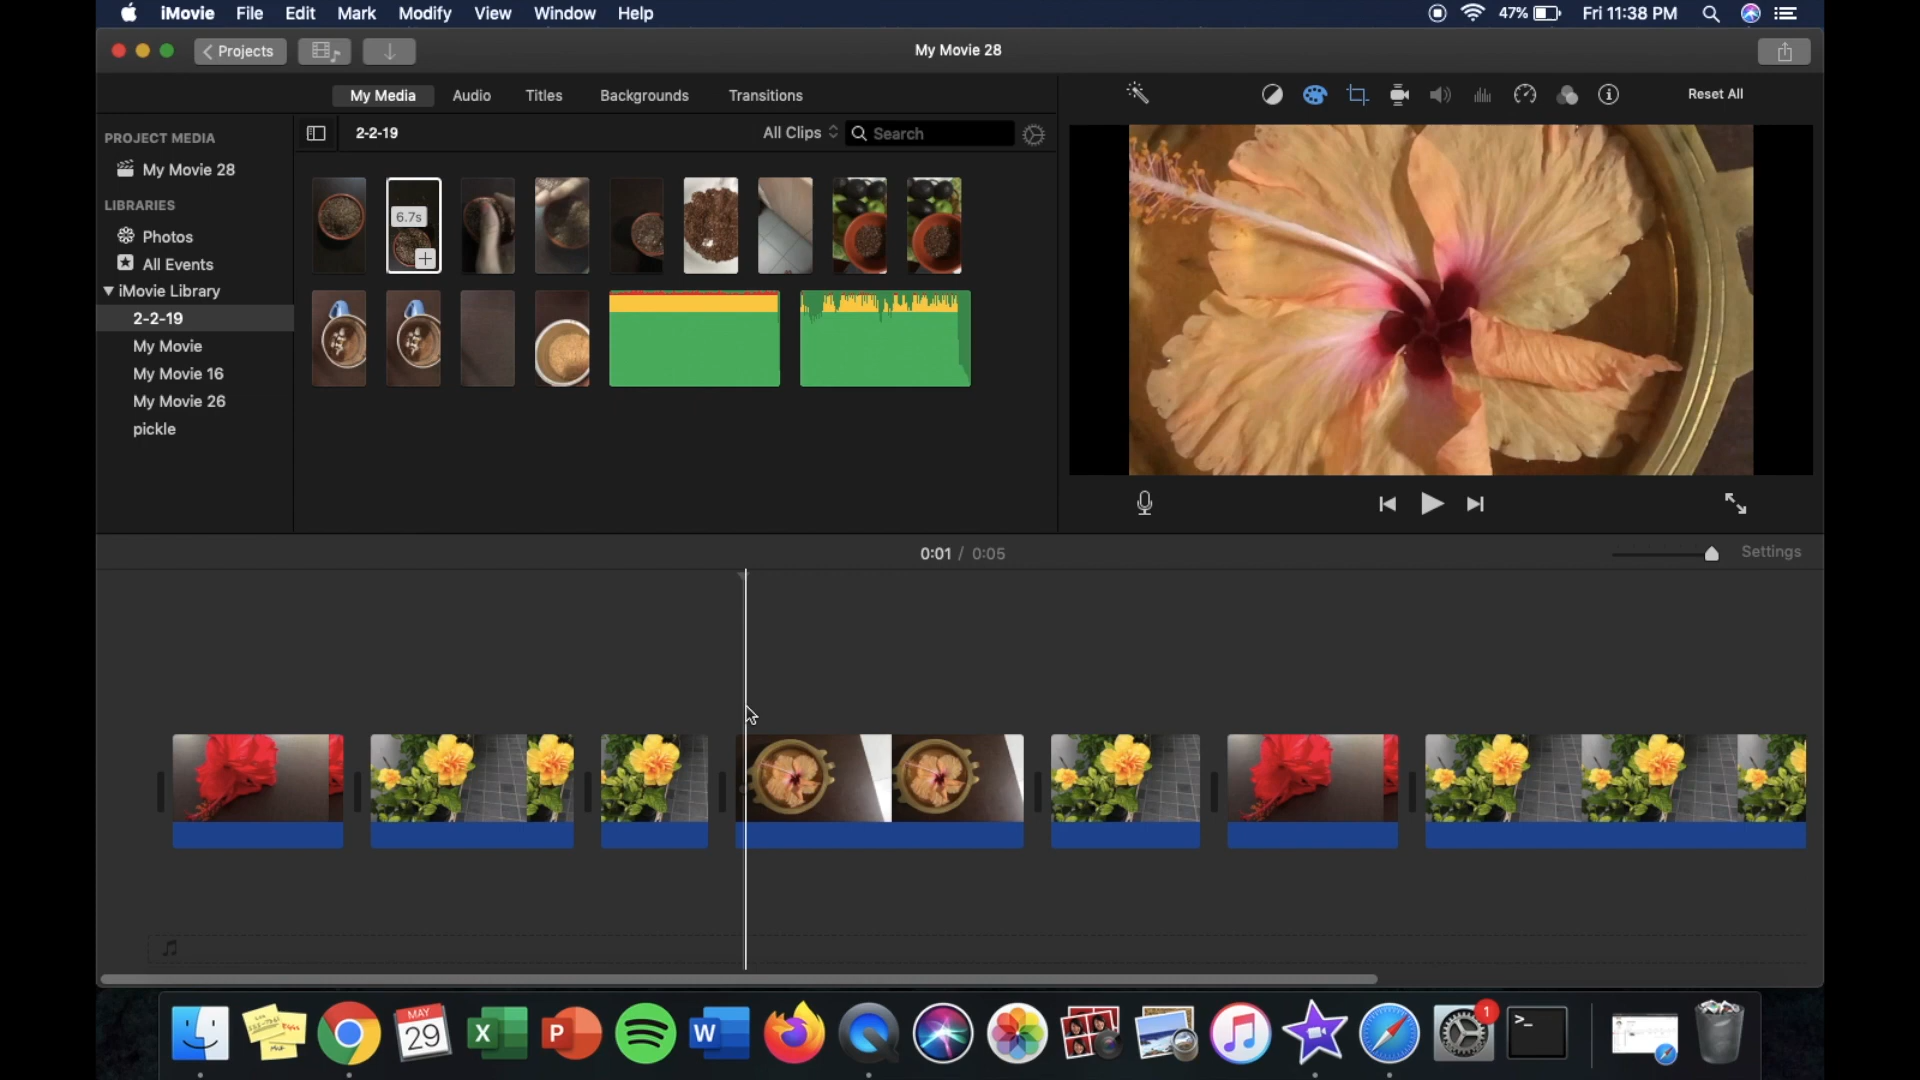 iMovie File Edit Mark Modify View Window Help 47% Fri 11:38 PM
Projects My Movie 28
My Media Audio Titles Backgrounds Transitions Reset All
PROJECT MEDIA
My Movie 28
LIBRARIES
Photos
All Events
iMovie Library
2-2-19
My Movie
My Movie 16
My Movie 26
pickle
2-2-19 All Clips Search
6.7s
0:01 / 0:05 Settings
MAY
29
X
P
W
1
>_